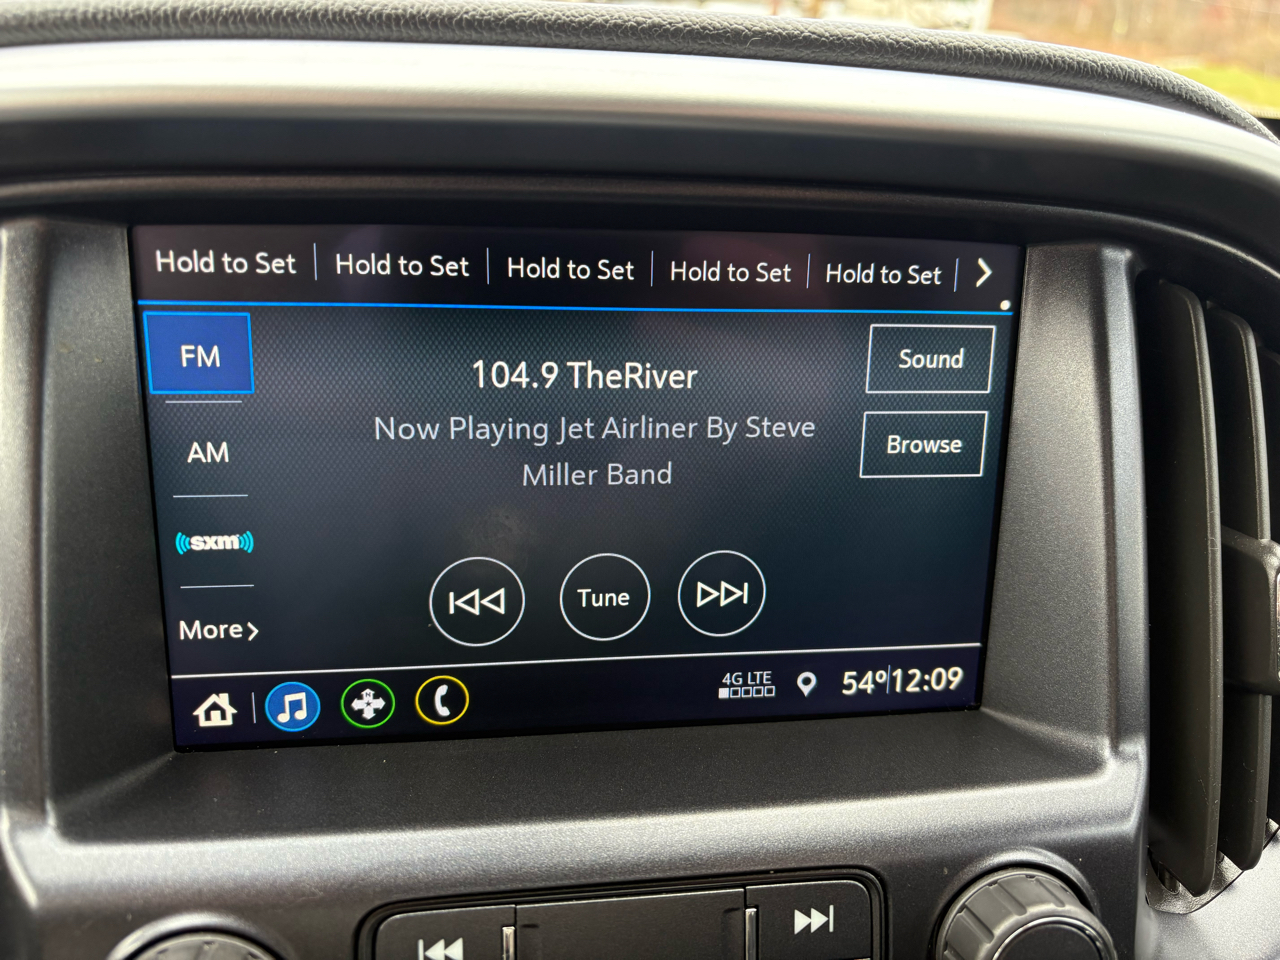 Hold to Set | Hold to Set | Hold to Set | Hold to Set | Hold to Set
FM
Sound
104.9 TheRiver
Now Playing Jet Airliner By Steve
Miller Band
Browse
AM
sxm
Tune
More
4G LTE
N
54° 12:09